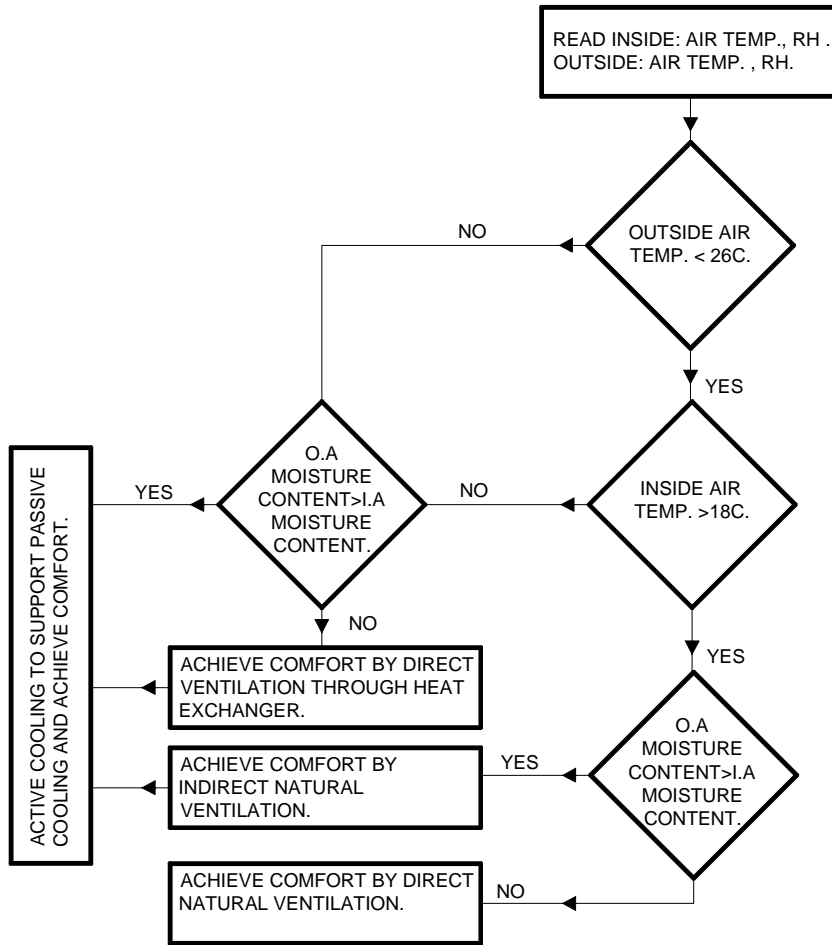 READ INSIDE: AIR TEMP., RH .
OUTSIDE: AIR TEMP. , RH.
OUTSIDE AIR
TEMP. < 26C.
NO
YES
INSIDE AIR
TEMP. >18C.
NO
YES
O.A
MOISTURE
CONTENT>I.A
MOISTURE
CONTENT.
YES
NO
ACTIVE COOLING TO SUPPORT PASSIVE
COOLING AND ACHIEVE COMFORT.
ACHIEVE COMFORT BY DIRECT
VENTILATION THROUGH HEAT
EXCHANGER.
O.A
MOISTURE
CONTENT>I.A
MOISTURE
CONTENT.
YES
ACHIEVE COMFORT BY
INDIRECT NATURAL
VENTILATION.
NO
ACHIEVE COMFORT BY DIRECT
NATURAL VENTILATION.